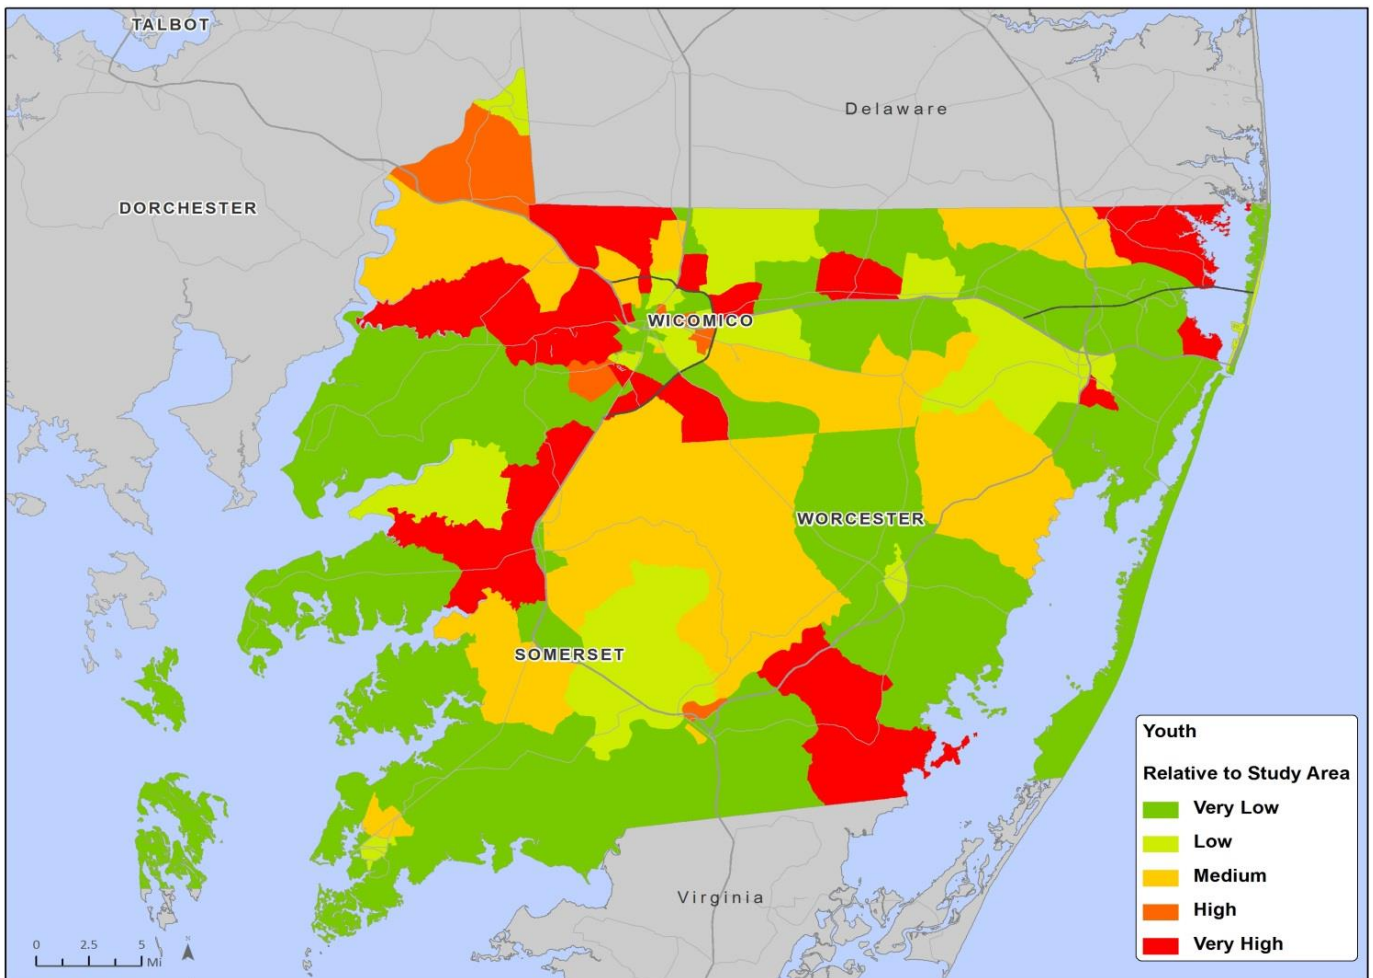 TALBOT
Delaware
DORCHESTER
WICOMICO
WORCESTER
SOMERSET
Virginia
Youth
Relative to Study Area
Very Low
Low
Medium
High
Very High
0 2.5 5
Mi
N